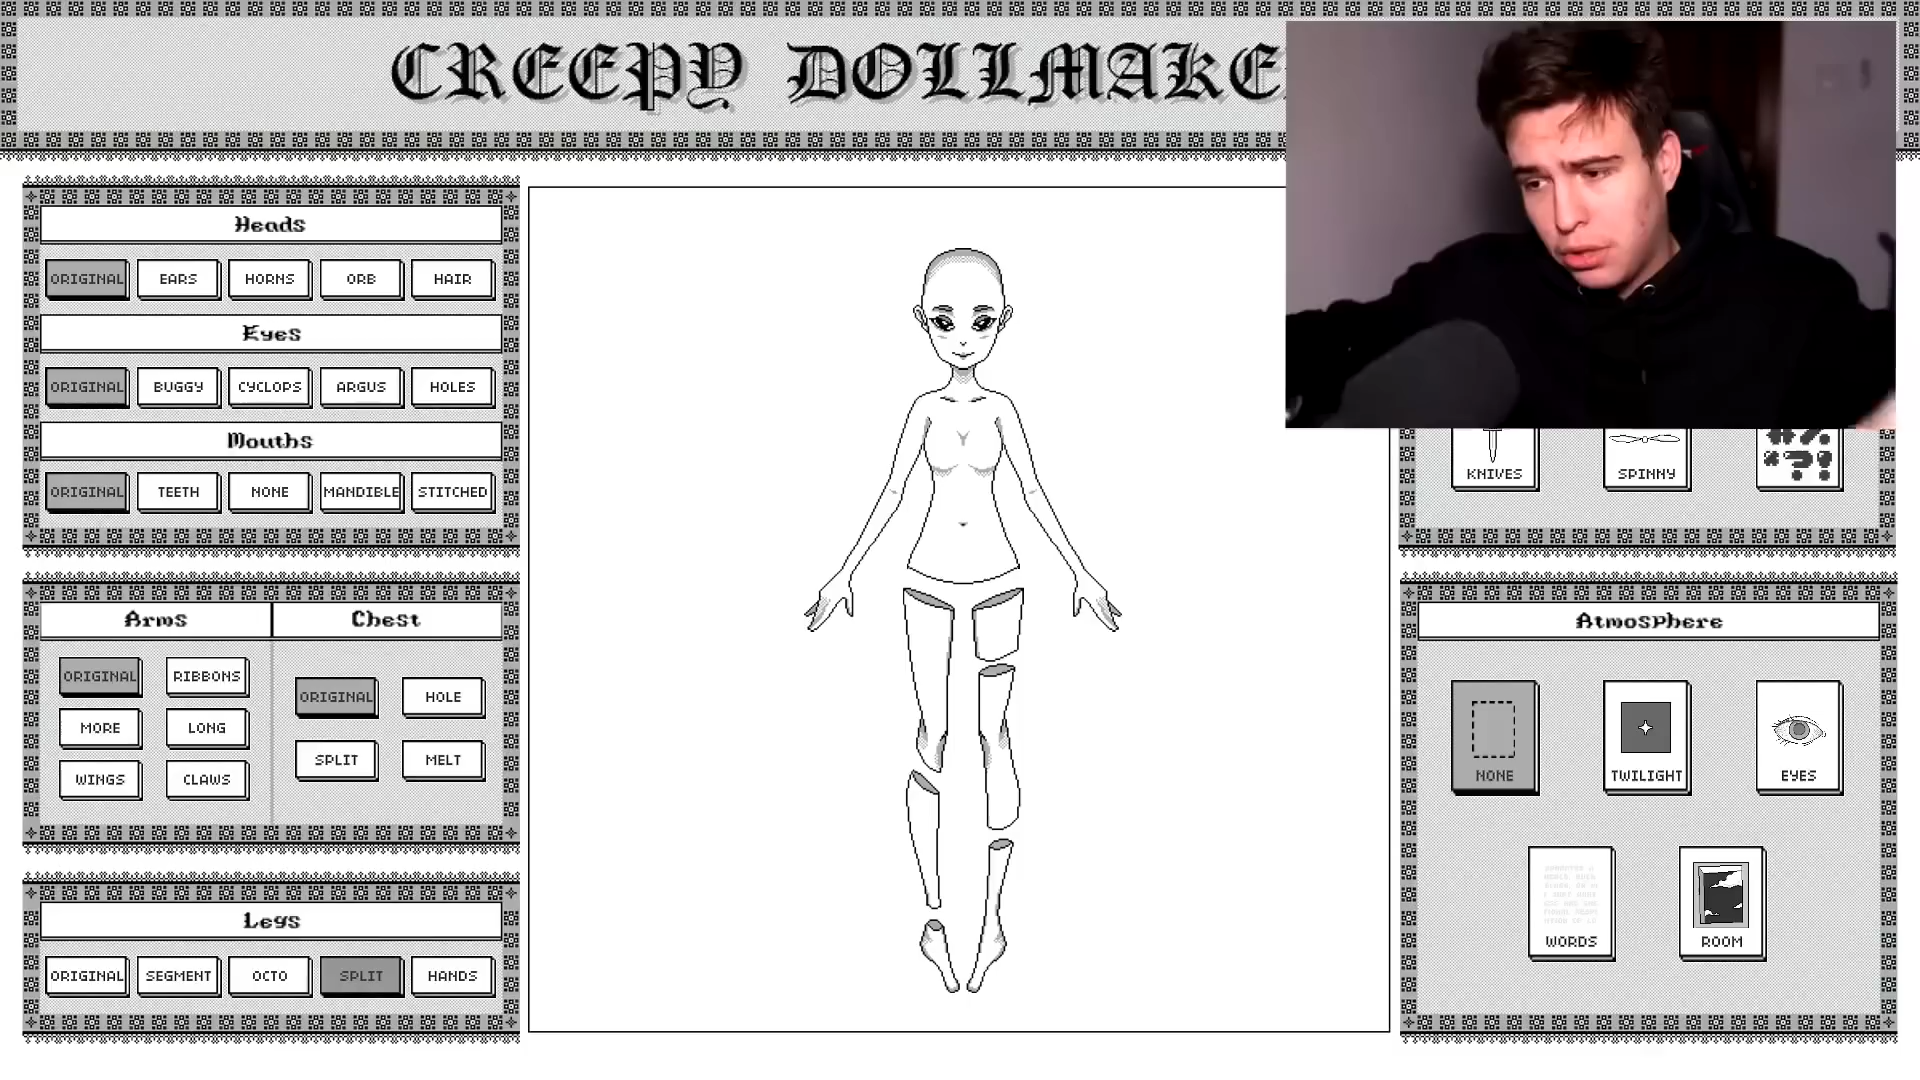 CREEPY DOLLMAKE
Heads
ORIGINAL EARS HORNS ORB HAIR
Eyes
ORIGINAL BUGGY CYCLOPS ARGUS HOLES
Mouths
ORIGINAL TEETH NONE MANDIBLE STITCHED
Arms Chest
ORIGINAL RIBBONS
MORE LONG
WINGS CLAWS
ORIGINAL HOLE
SPLIT MELT
Legs
ORIGINAL SEGMENT OCTO SPLIT HANDS
KNIVES SPINNY
Atmosphere
NONE TWILIGHT EYES
WORDS ROOM